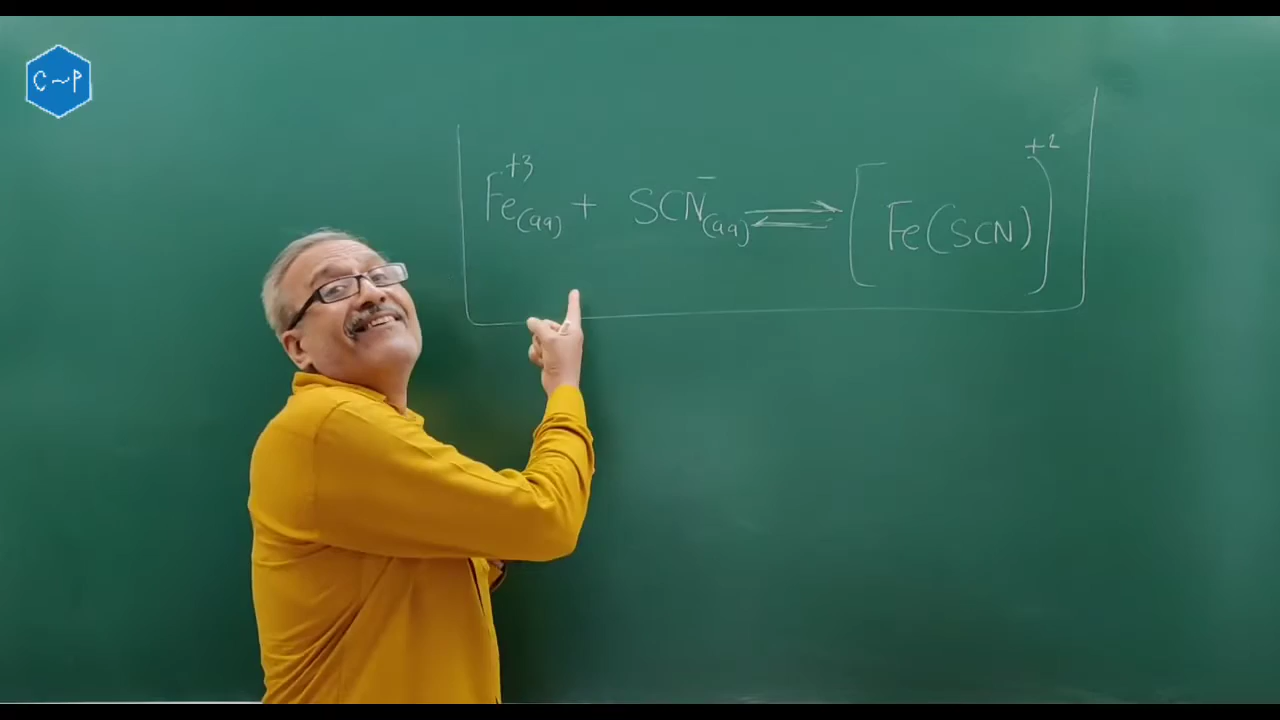 C~P
Fe⁺³(aq) + SCN⁻(aq) ⇌ [Fe(SCN)]⁺²